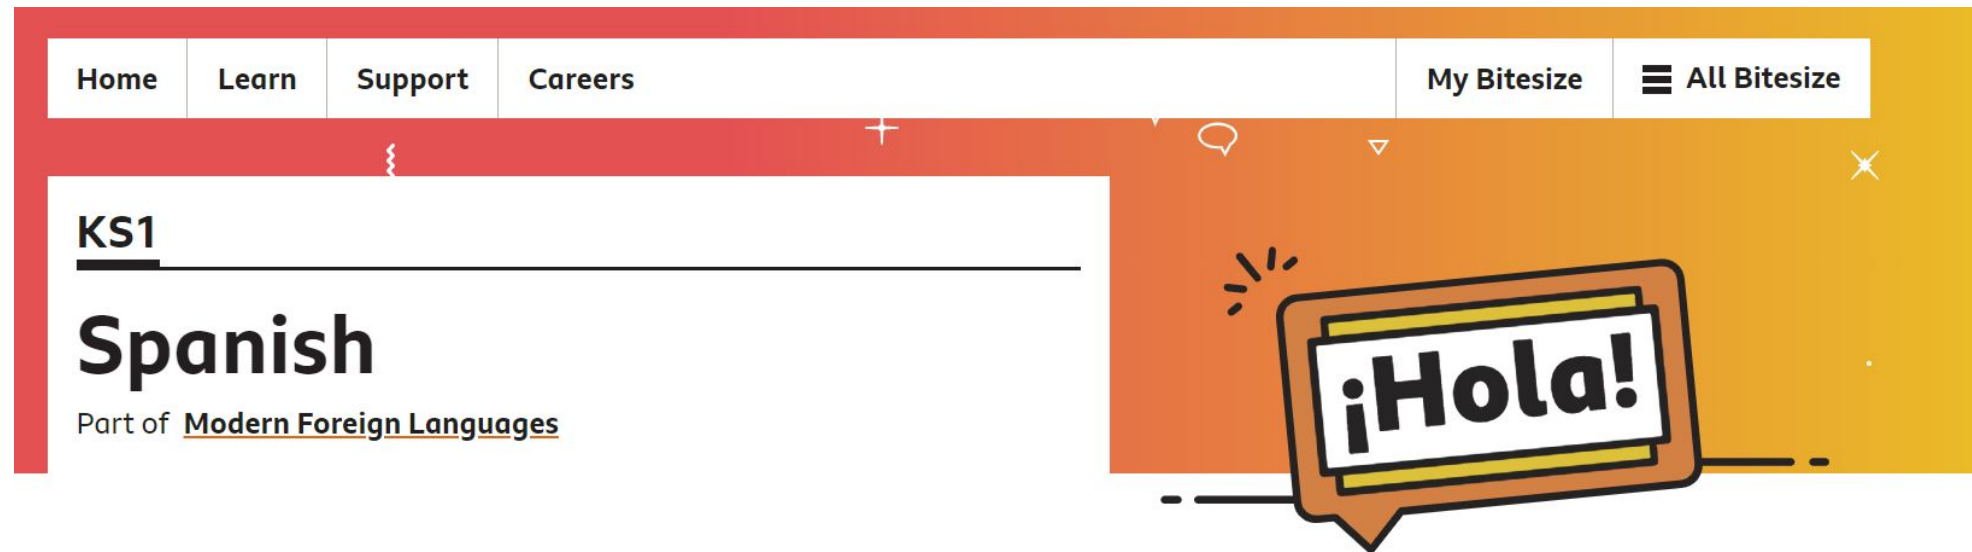 Home Learn Support Careers My Bitesize All Bitesize
KS1
Spanish
Part of Modern Foreign Languages
¡Hola!